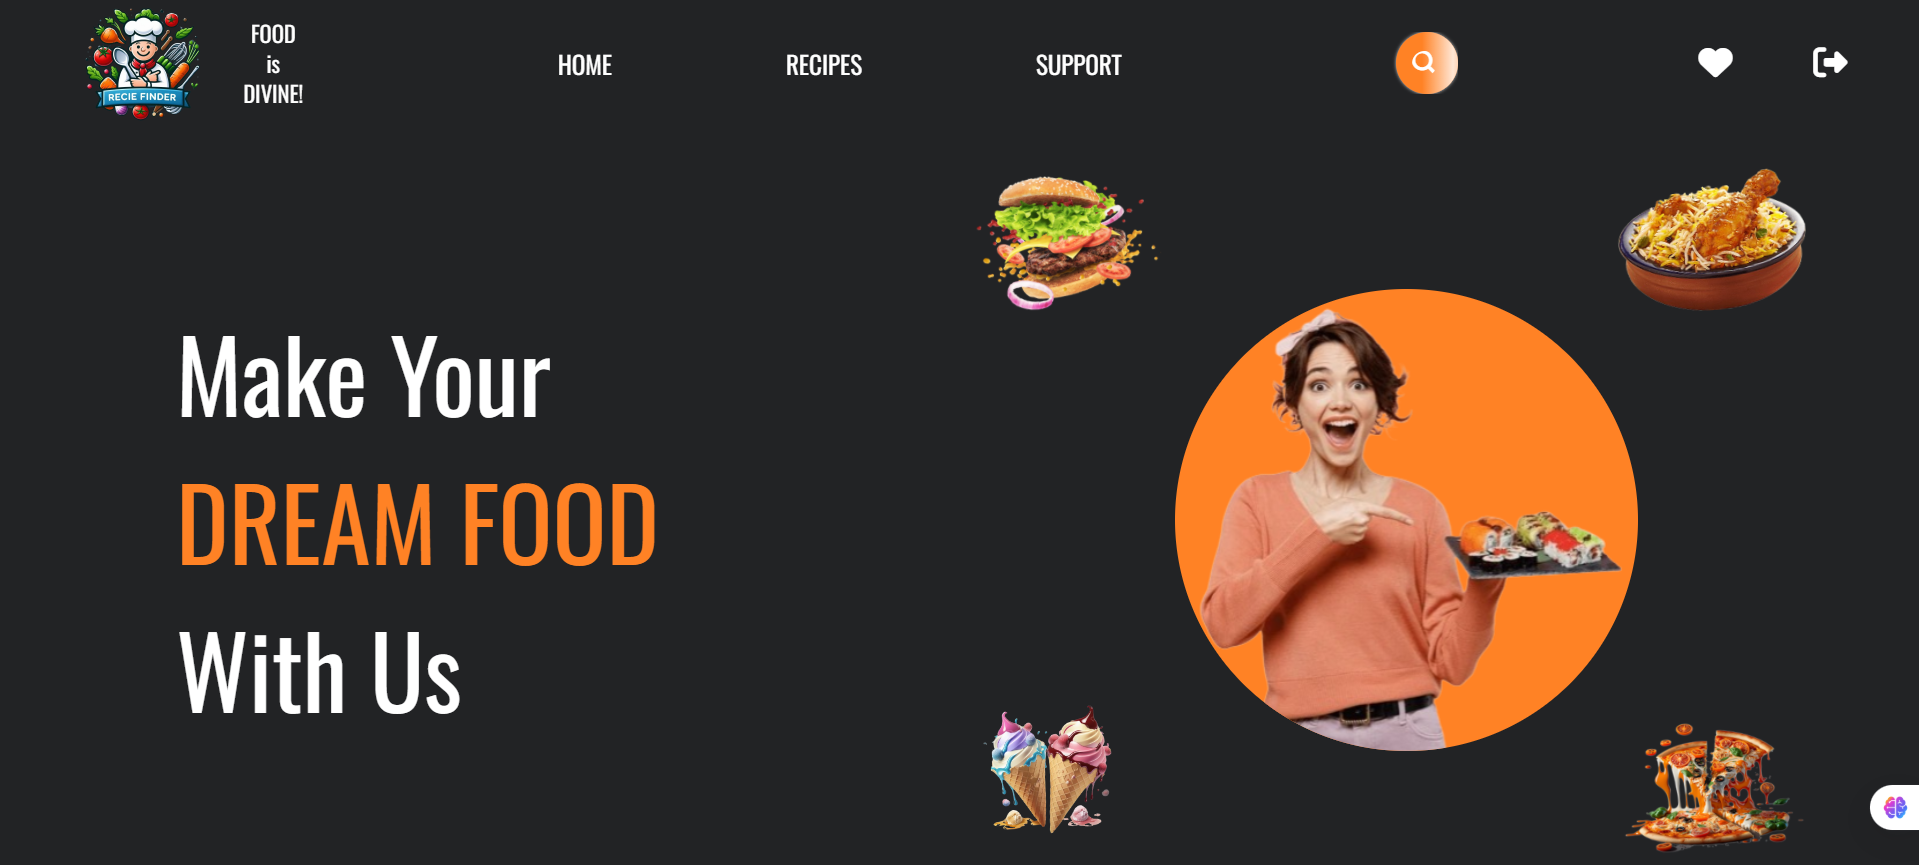 RECIE FINDER
FOOD
is
DIVINE!
HOME
RECIPES
SUPPORT
Make Your
DREAM FOOD
With Us